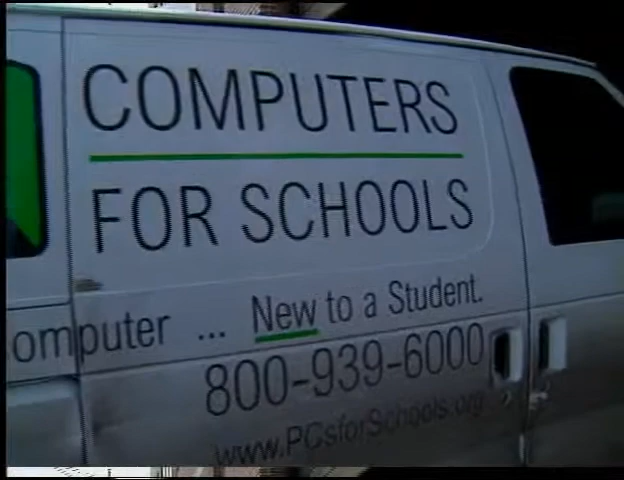 COMPUTERS
FOR SCHOOLS
omputer ... New to a Student.
800-939-6000
www.PCsforSchools.org